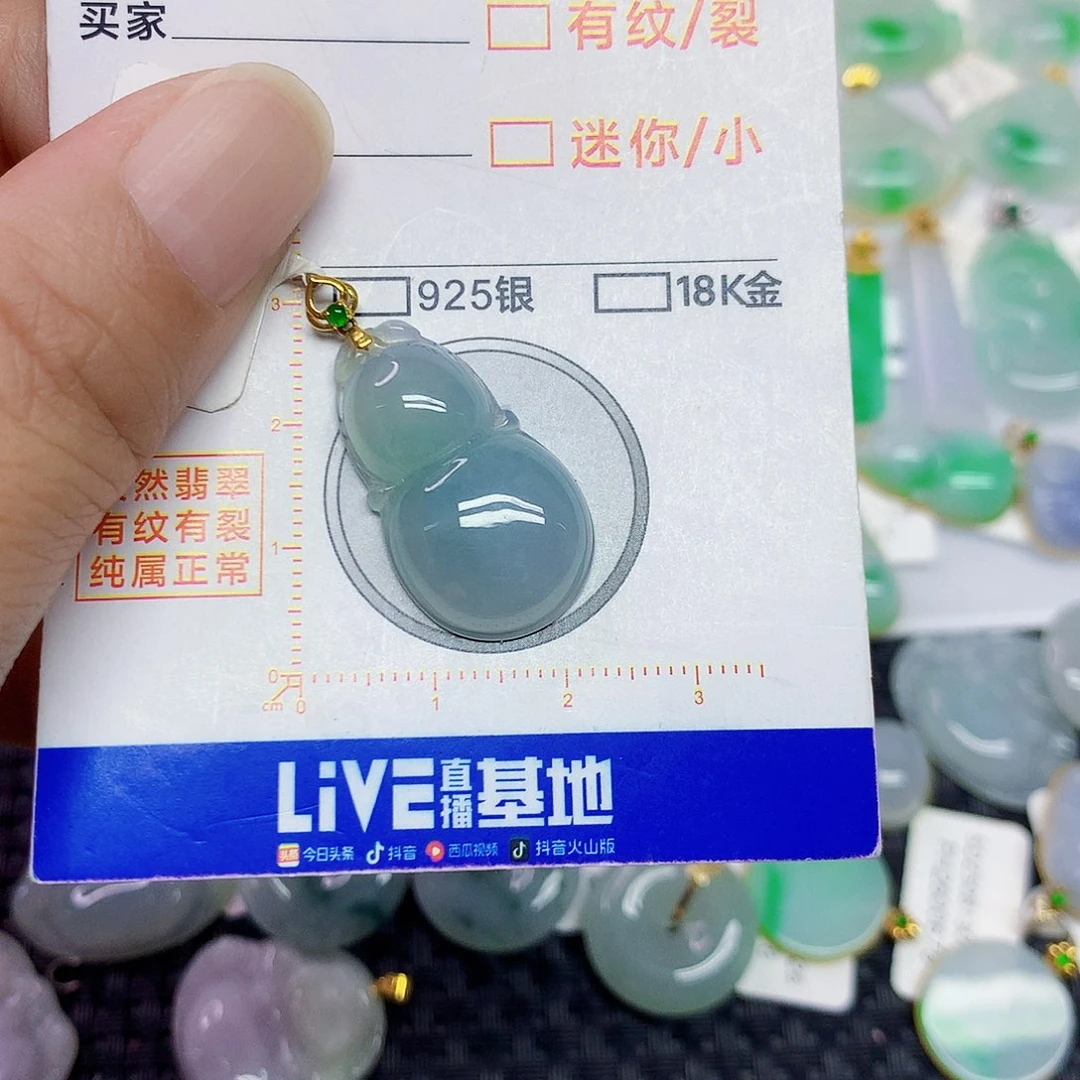 买家
有纹/裂
迷你/小
925银
18K金
3
2
1
0
cm 0 1 2 3
然翡翠
有纹有裂
纯属正常
LiVE直播基地
头条 今日头条 抖音 西瓜视频 抖音火山版